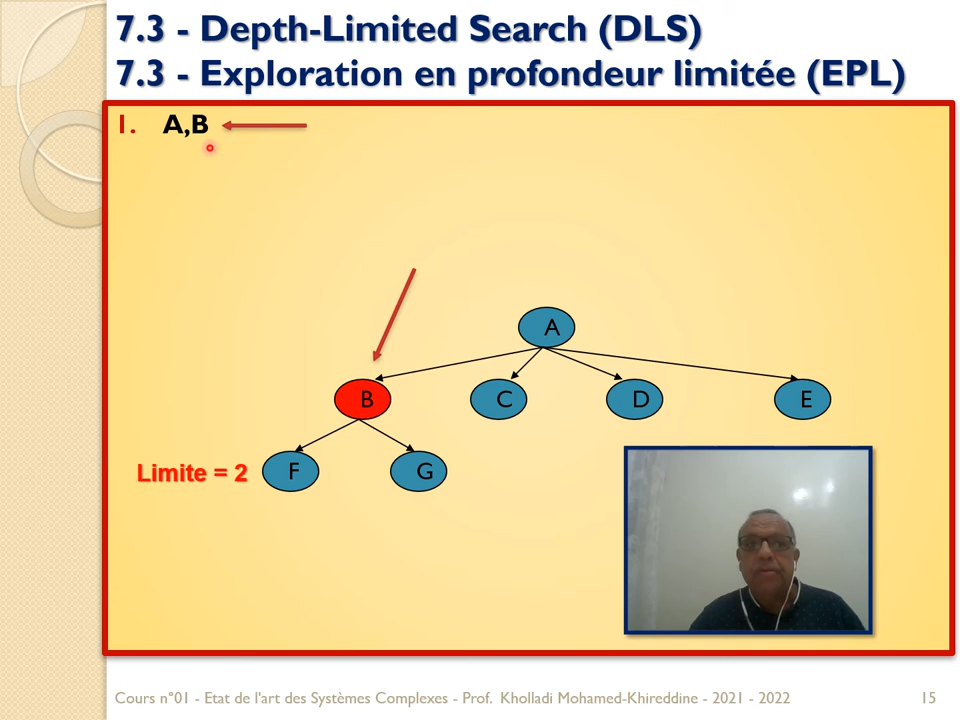 7.3 - Depth-Limited Search (DLS)
7.3 - Exploration en profondeur limitée (EPL)
1. A,B
A
B C D E
Limite = 2 F G
Cours n°01 - Etat de l'art des Systèmes Complexes - Prof. Kholladi Mohamed-Khireddine - 2021 - 2022 15